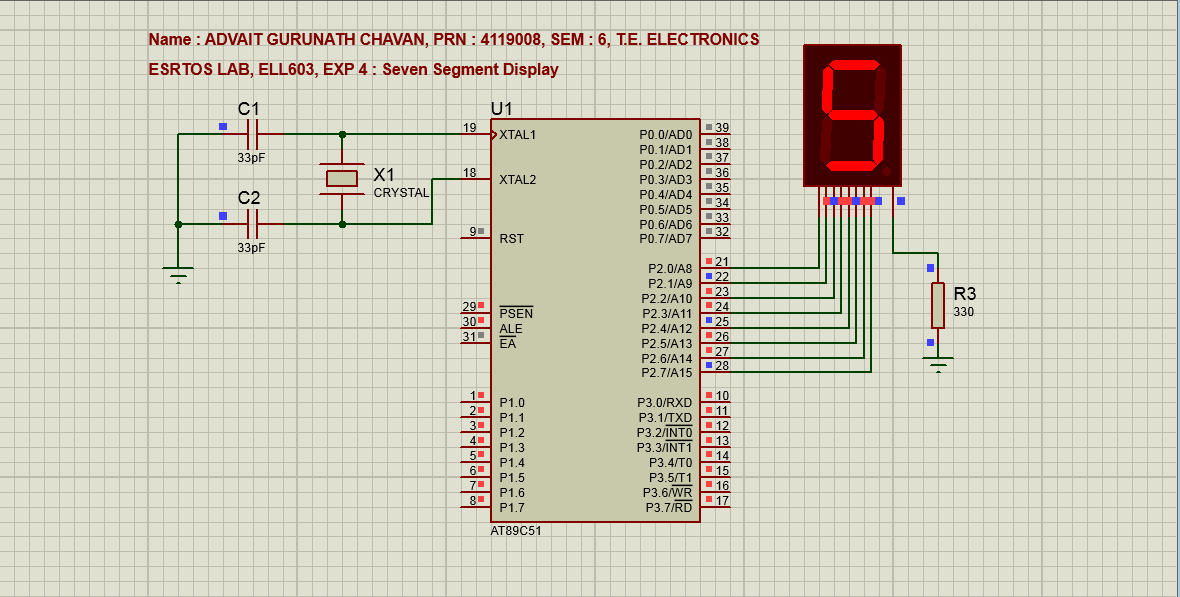 Name : ADVAIT GURUNATH CHAVAN, PRN : 4119008, SEM : 6, T.E. ELECTRONICS
ESRTOS LAB, ELL603, EXP 4 : Seven Segment Display
C1
33pF
X1
CRYSTAL
C2
33pF
U1
19 XTAL1
18 XTAL2
9 RST
29 PSEN
30 ALE
31 EA
1 P1.0
2 P1.1
3 P1.2
4 P1.3
5 P1.4
6 P1.5
7 P1.6
8 P1.7
P0.0/AD0 39
P0.1/AD1 38
P0.2/AD2 37
P0.3/AD3 36
P0.4/AD4 35
P0.5/AD5 34
P0.6/AD6 33
P0.7/AD7 32
P2.0/A8 21
P2.1/A9 22
P2.2/A10 23
P2.3/A11 24
P2.4/A12 25
P2.5/A13 26
P2.6/A14 27
P2.7/A15 28
P3.0/RXD 10
P3.1/TXD 11
P3.2/INT0 12
P3.3/INT1 13
P3.4/T0 14
P3.5/T1 15
P3.6/WR 16
P3.7/RD 17
AT89C51
5
R3
330